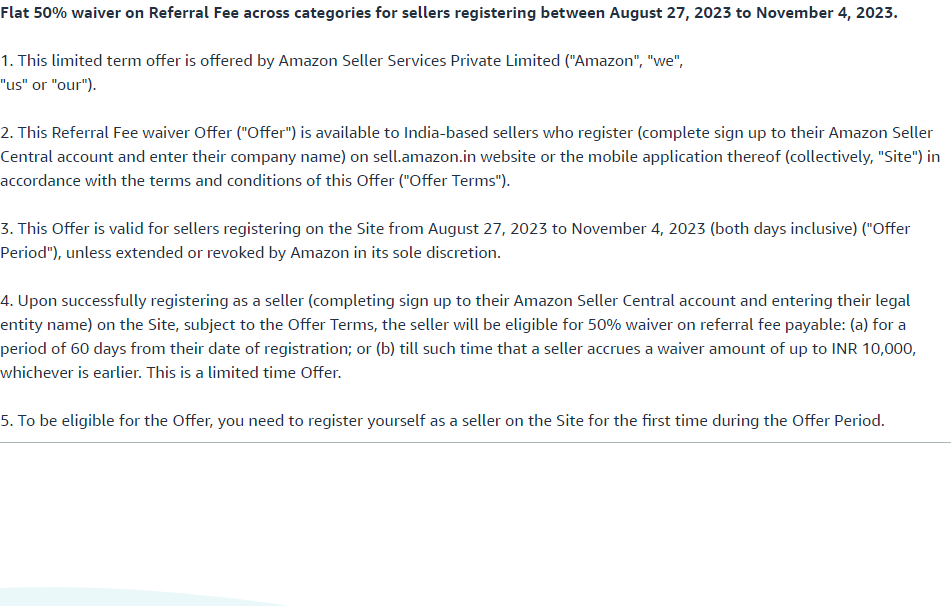 Flat 50% waiver on Referral Fee across categories for sellers registering between August 27, 2023 to November 4, 2023.
1. This limited term offer is offered by Amazon Seller Services Private Limited ("Amazon", "we",
"us" or "our").
2. This Referral Fee waiver Offer ("Offer") is available to India-based sellers who register (complete sign up to their Amazon Seller
Central account and enter their company name) on sell.amazon.in website or the mobile application thereof (collectively, "Site") in
accordance with the terms and conditions of this Offer ("Offer Terms").
3. This Offer is valid for sellers registering on the Site from August 27, 2023 to November 4, 2023 (both days inclusive) ("Offer
Period"), unless extended or revoked by Amazon in its sole discretion.
4. Upon successfully registering as a seller (completing sign up to their Amazon Seller Central account and entering their legal
entity name) on the Site, subject to the Offer Terms, the seller will be eligible for 50% waiver on referral fee payable: (a) for a
period of 60 days from their date of registration; or (b) till such time that a seller accrues a waiver amount of up to INR 10,000,
whichever is earlier. This is a limited time Offer.
5. To be eligible for the Offer, you need to register yourself as a seller on the Site for the first time during the Offer Period.